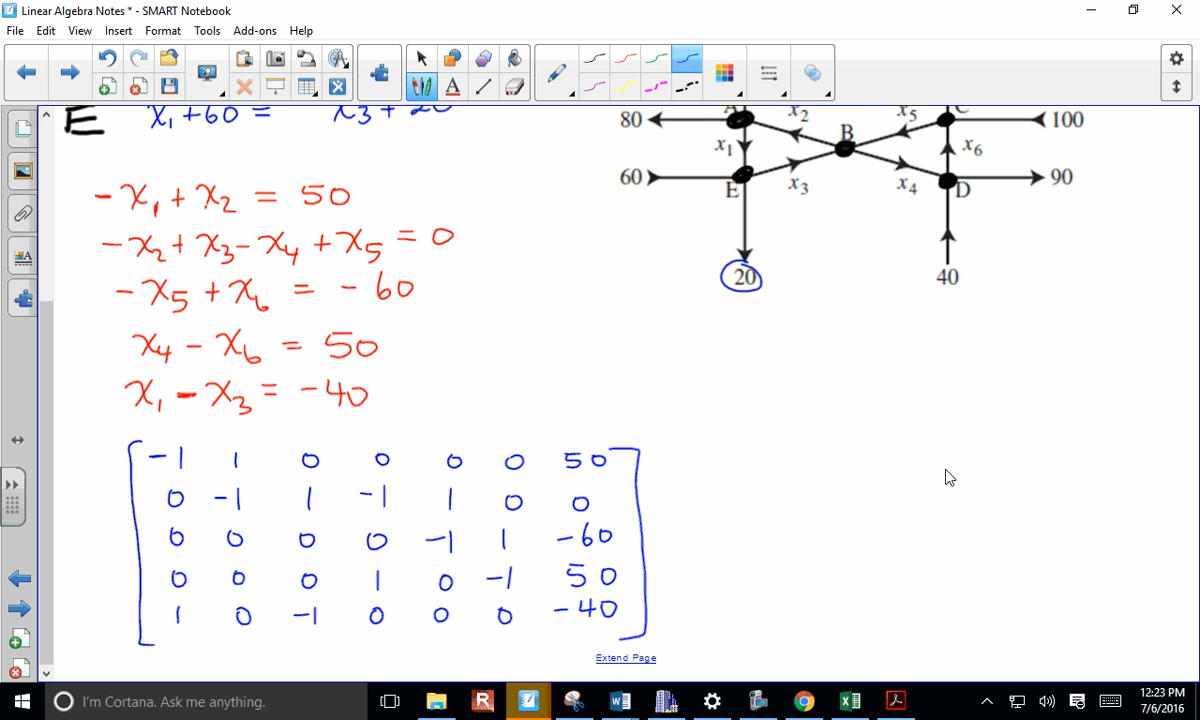 Linear Algebra Notes * - SMART Notebook
File Edit View Insert Format Tools Add-ons Help
E x₁ + 60 = x₃ + 20
-x₁ + x₂ = 50
-x₂ + x₃ - x₄ + x₅ = 0
-x₅ + x₆ = -60
x₄ - x₆ = 50
x₁ - x₃ = -40
80 A x₂ B x₅ C 100
x₁ x₆
60 E x₃ x₄ D 90
20 40
-1 1 0 0 0 0 50
0 -1 1 -1 1 0 0
0 0 0 0 -1 1 -60
0 0 0 1 0 -1 50
1 0 -1 0 0 0 -40
Extend Page
I'm Cortana. Ask me anything.
12:23 PM
7/6/2016